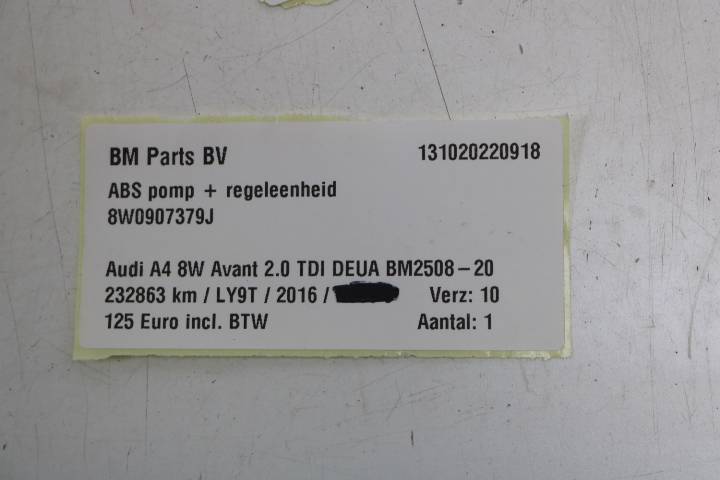 BM Parts BV 131020220918
ABS pomp + regeleenheid
8W0907379J
Audi A4 8W Avant 2.0 TDI DEUA BM2508-20
232863 km / LY9T / 2016 / Verz: 10
125 Euro incl. BTW Aantal: 1